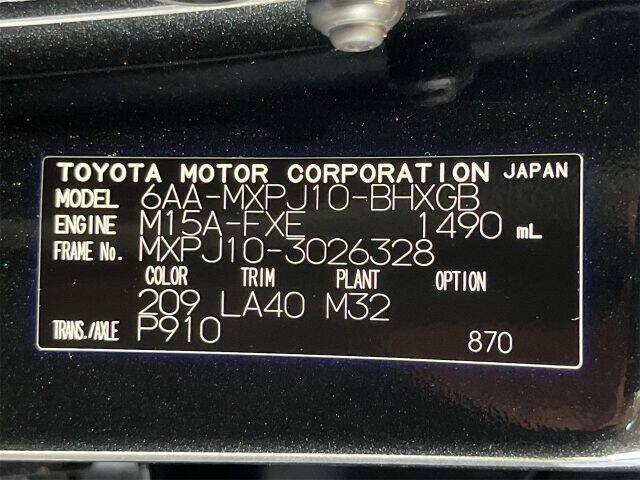 TOYOTA MOTOR CORPORATION JAPAN
MODEL 6AA-MXPJ10-BHXGB
ENGINE M15A-FXE 1490 mL
FRAME No. MXPJ10-3026328
COLOR TRIM PLANT OPTION
209 LA40 M32
TRANS./AXLE P910 870